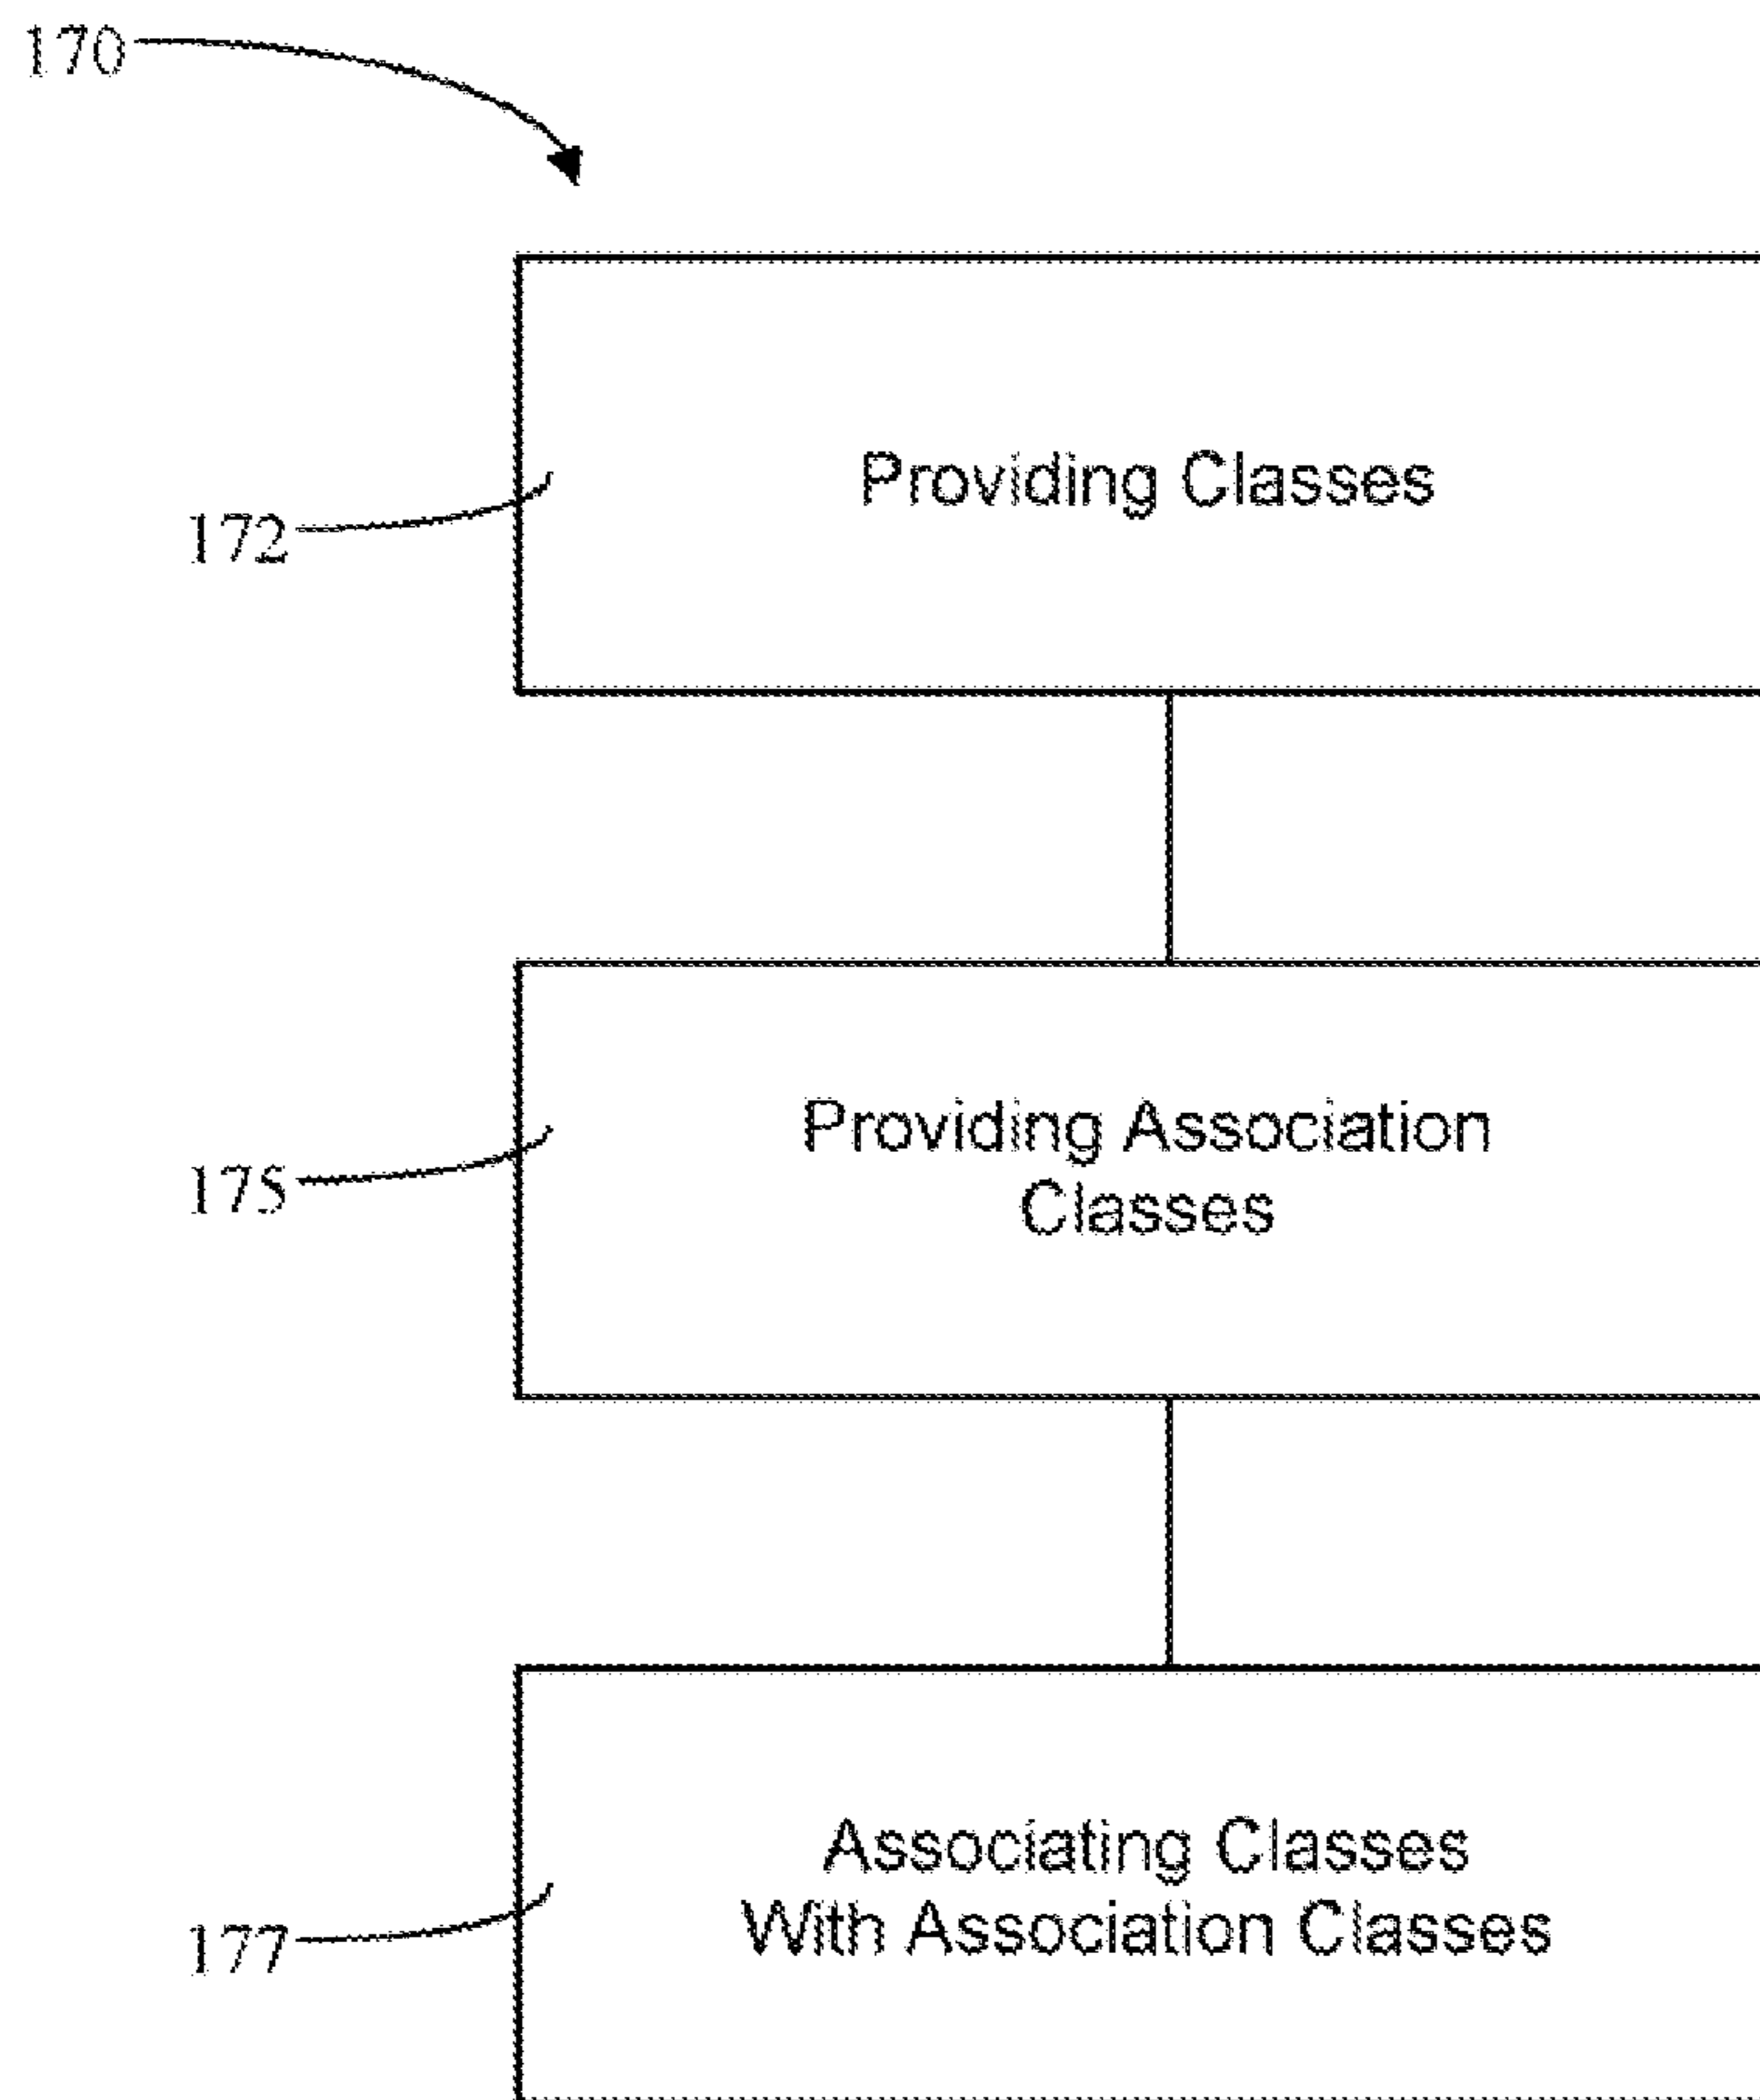 170
Providing Classes
172
Providing Association
Classes
175
Associating Classes
With Association Classes
177